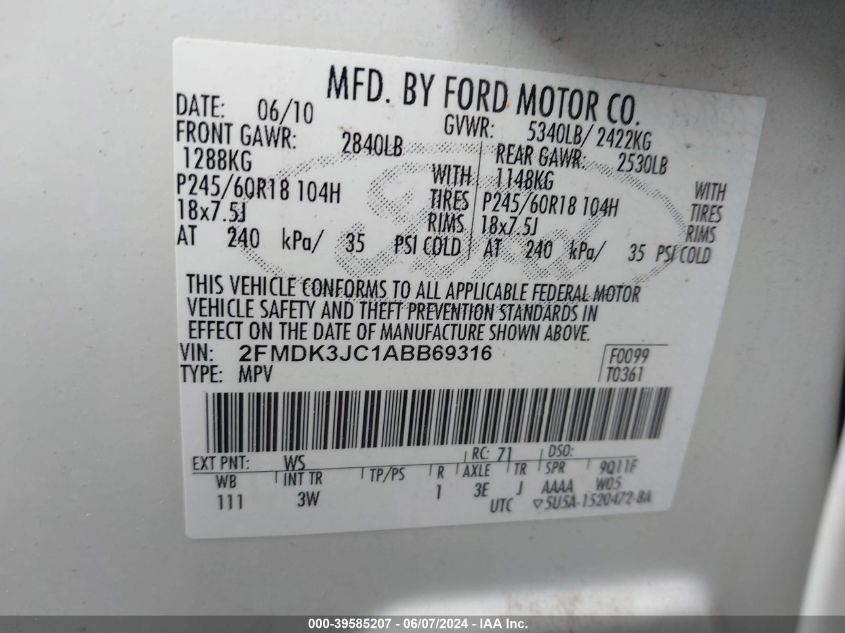 MFD. BY FORD MOTOR CO.
DATE: 06/10 GVWR: 5340LB/ 2422KG
FRONT GAWR: 2840LB REAR GAWR: 2530LB
1288KG WITH 1148KG WITH
P245/60R18 104H TIRES P245/60R18 104H TIRES
18x7.5J RIMS 18x7.5J RIMS
AT 240 kPa/ 35 PSI COLD AT 240 kPa/ 35 PSI COLD
Ford
THIS VEHICLE CONFORMS TO ALL APPLICABLE FEDERAL MOTOR
VEHICLE SAFETY AND THEFT PREVENTION STANDARDS IN
EFFECT ON THE DATE OF MANUFACTURE SHOWN ABOVE.
VIN: 2FMDK3JC1ABB69316 F0099
TYPE: MPV T0361
EXT PNT: WS RC: 71 DSO:
WB INT TR TP/PS R AXLE TR SPR 9Q11F
111 3W 1 3E J AAAA W05
UTC ▽5U5A-1520472-BA
000-39585207 - 06/07/2024 - IAA Inc.